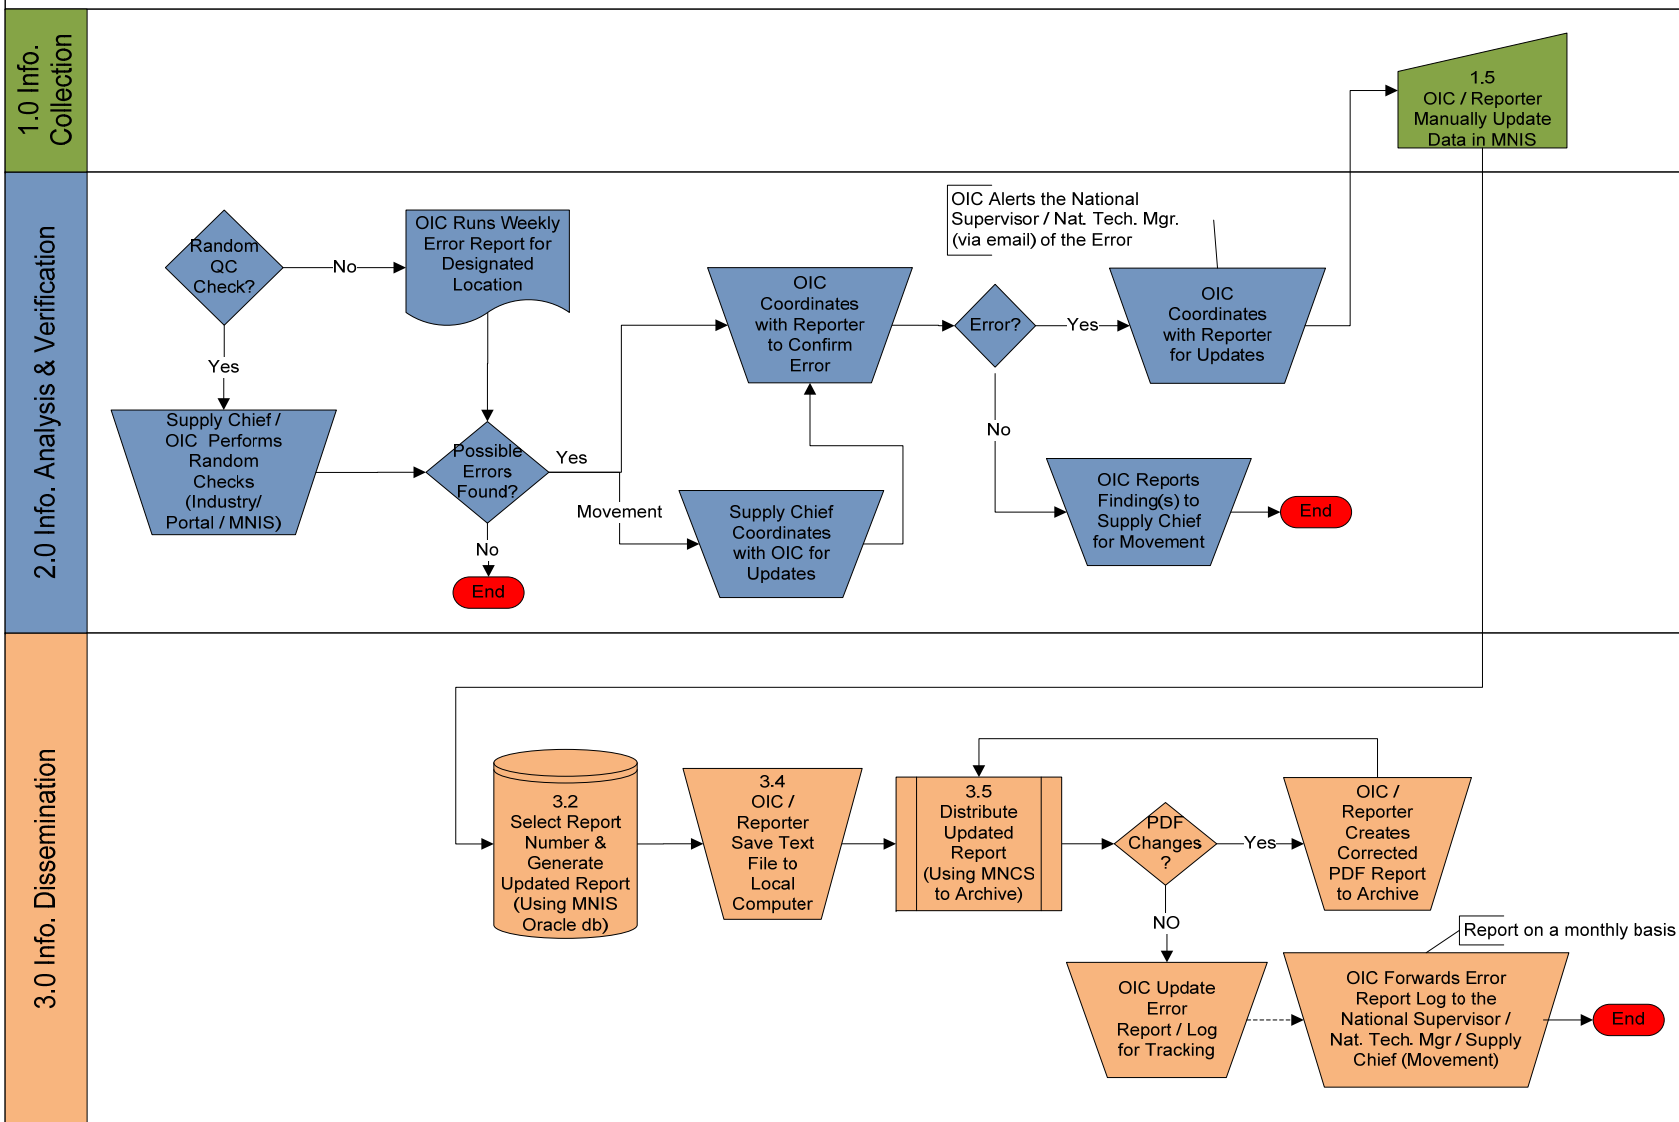 1.0 Info.
Collection
1.5
OIC / Reporter
Manually Update
Data in MNIS
2.0 Info. Analysis & Verification
Random
QC
Check?
No
OIC Runs Weekly
Error Report for
Designated
Location
Yes
Supply Chief /
OIC Performs
Random
Checks
(Industry/
Portal / MNIS)
Possible
Errors
Found?
Yes
No
End
Movement
OIC
Coordinates
with Reporter
to Confirm
Error
Supply Chief
Coordinates
with OIC for
Updates
Error?
Yes
No
OIC Alerts the National
Supervisor / Nat. Tech. Mgr.
(via email) of the Error
OIC
Coordinates
with Reporter
for Updates
OIC Reports
Finding(s) to
Supply Chief
for Movement
End
3.0 Info. Dissemination
3.2
Select Report
Number &
Generate
Updated Report
(Using MNIS
Oracle db)
3.4
OIC /
Reporter
Save Text
File to
Local
Computer
3.5
Distribute
Updated
Report
(Using MNCS
to Archive)
PDF
Changes
?
Yes
NO
OIC /
Reporter
Creates
Corrected
PDF Report
to Archive
OIC Update
Error
Report / Log
for Tracking
Report on a monthly basis
OIC Forwards Error
Report Log to the
National Supervisor /
Nat. Tech. Mgr / Supply
Chief (Movement)
End